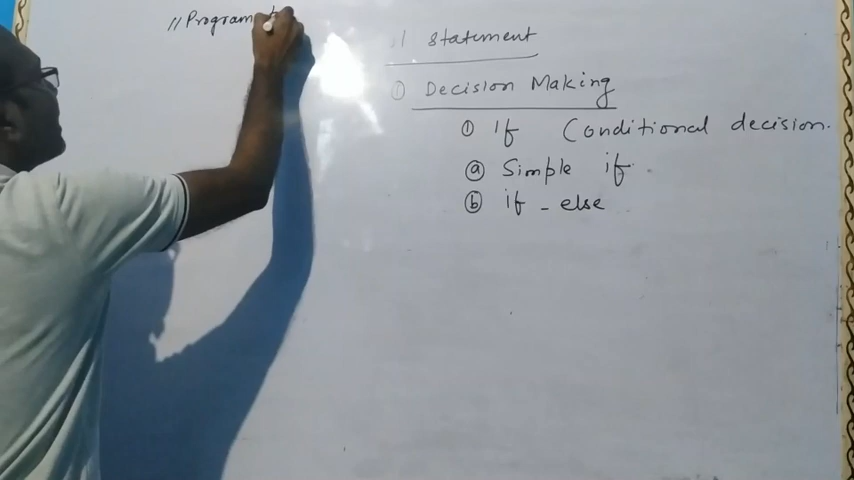 // Program
statement
① Decision Making
① if Conditional decision.
ⓐ Simple if
ⓑ if - else